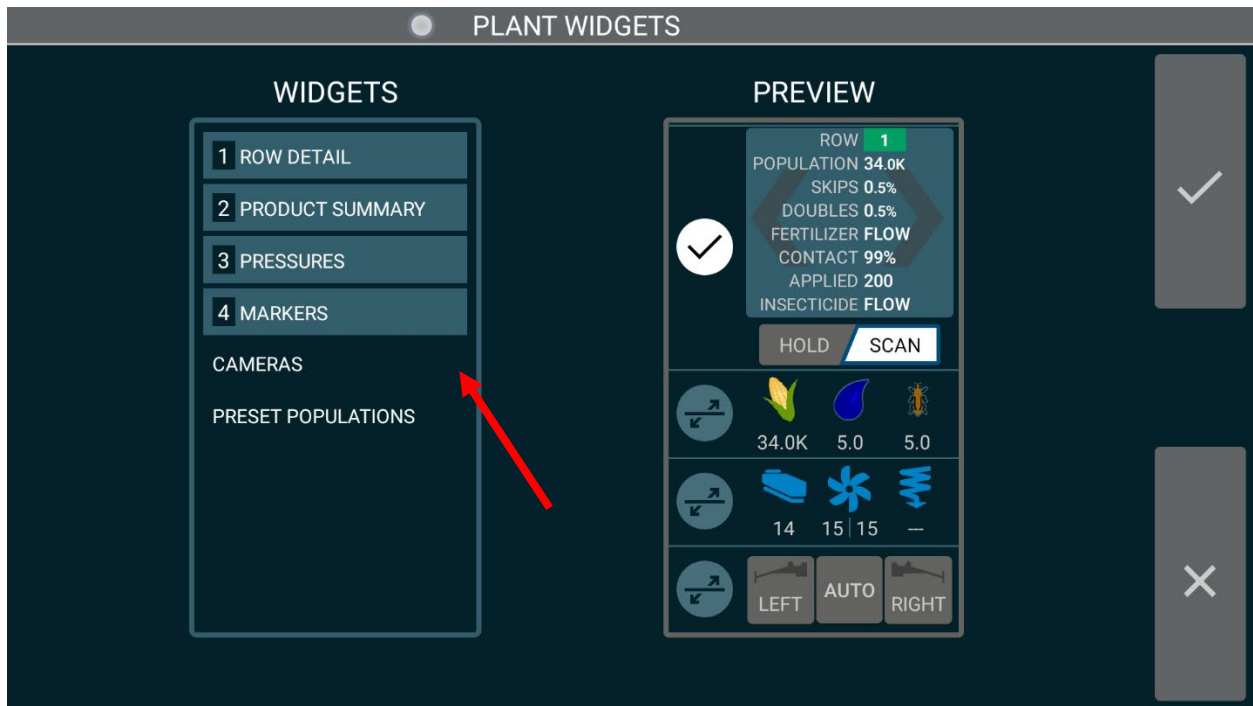 PLANT WIDGETS
WIDGETS
1 ROW DETAIL
2 PRODUCT SUMMARY
3 PRESSURES
4 MARKERS
CAMERAS
PRESET POPULATIONS
PREVIEW
ROW 1
POPULATION 34.0K
SKIPS 0.5%
DOUBLES 0.5%
FERTILIZER FLOW
CONTACT 99%
APPLIED 200
INSECTICIDE FLOW
HOLD SCAN
34.0K 5.0 5.0
14 15|15 ---
LEFT AUTO RIGHT